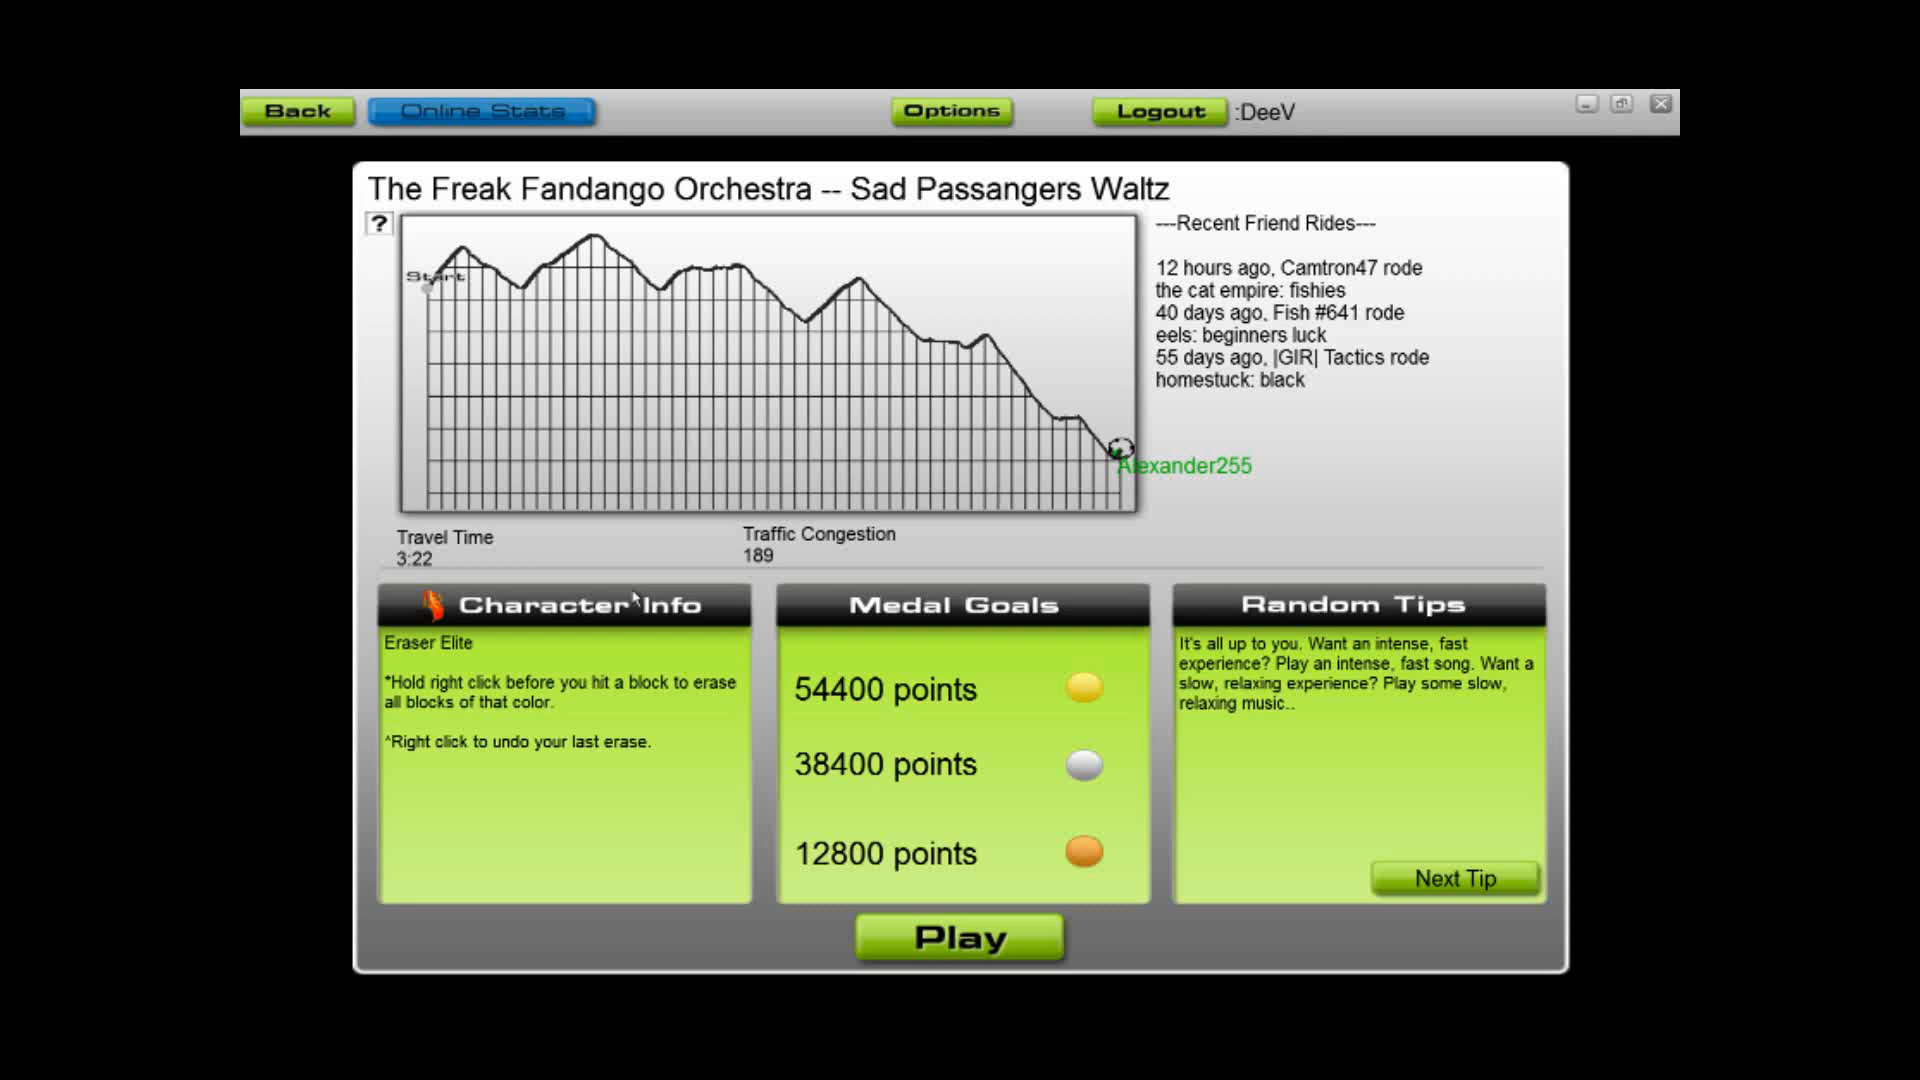 Back
Online Stats
Options
Logout
:DeeV
The Freak Fandango Orchestra -- Sad Passangers Waltz
?
Start
Alexander255
---Recent Friend Rides---
12 hours ago, Camtron47 rode
the cat empire: fishies
40 days ago, Fish #641 rode
eels: beginners luck
55 days ago, |GIR| Tactics rode
homestuck: black
Travel Time
3:22
Traffic Congestion
189
Character Info
Eraser Elite
*Hold right click before you hit a block to erase
all blocks of that color.
^Right click to undo your last erase.
Medal Goals
54400 points
38400 points
12800 points
Random Tips
It's all up to you. Want an intense, fast
experience? Play an intense, fast song. Want a
slow, relaxing experience? Play some slow,
relaxing music..
Next Tip
Play